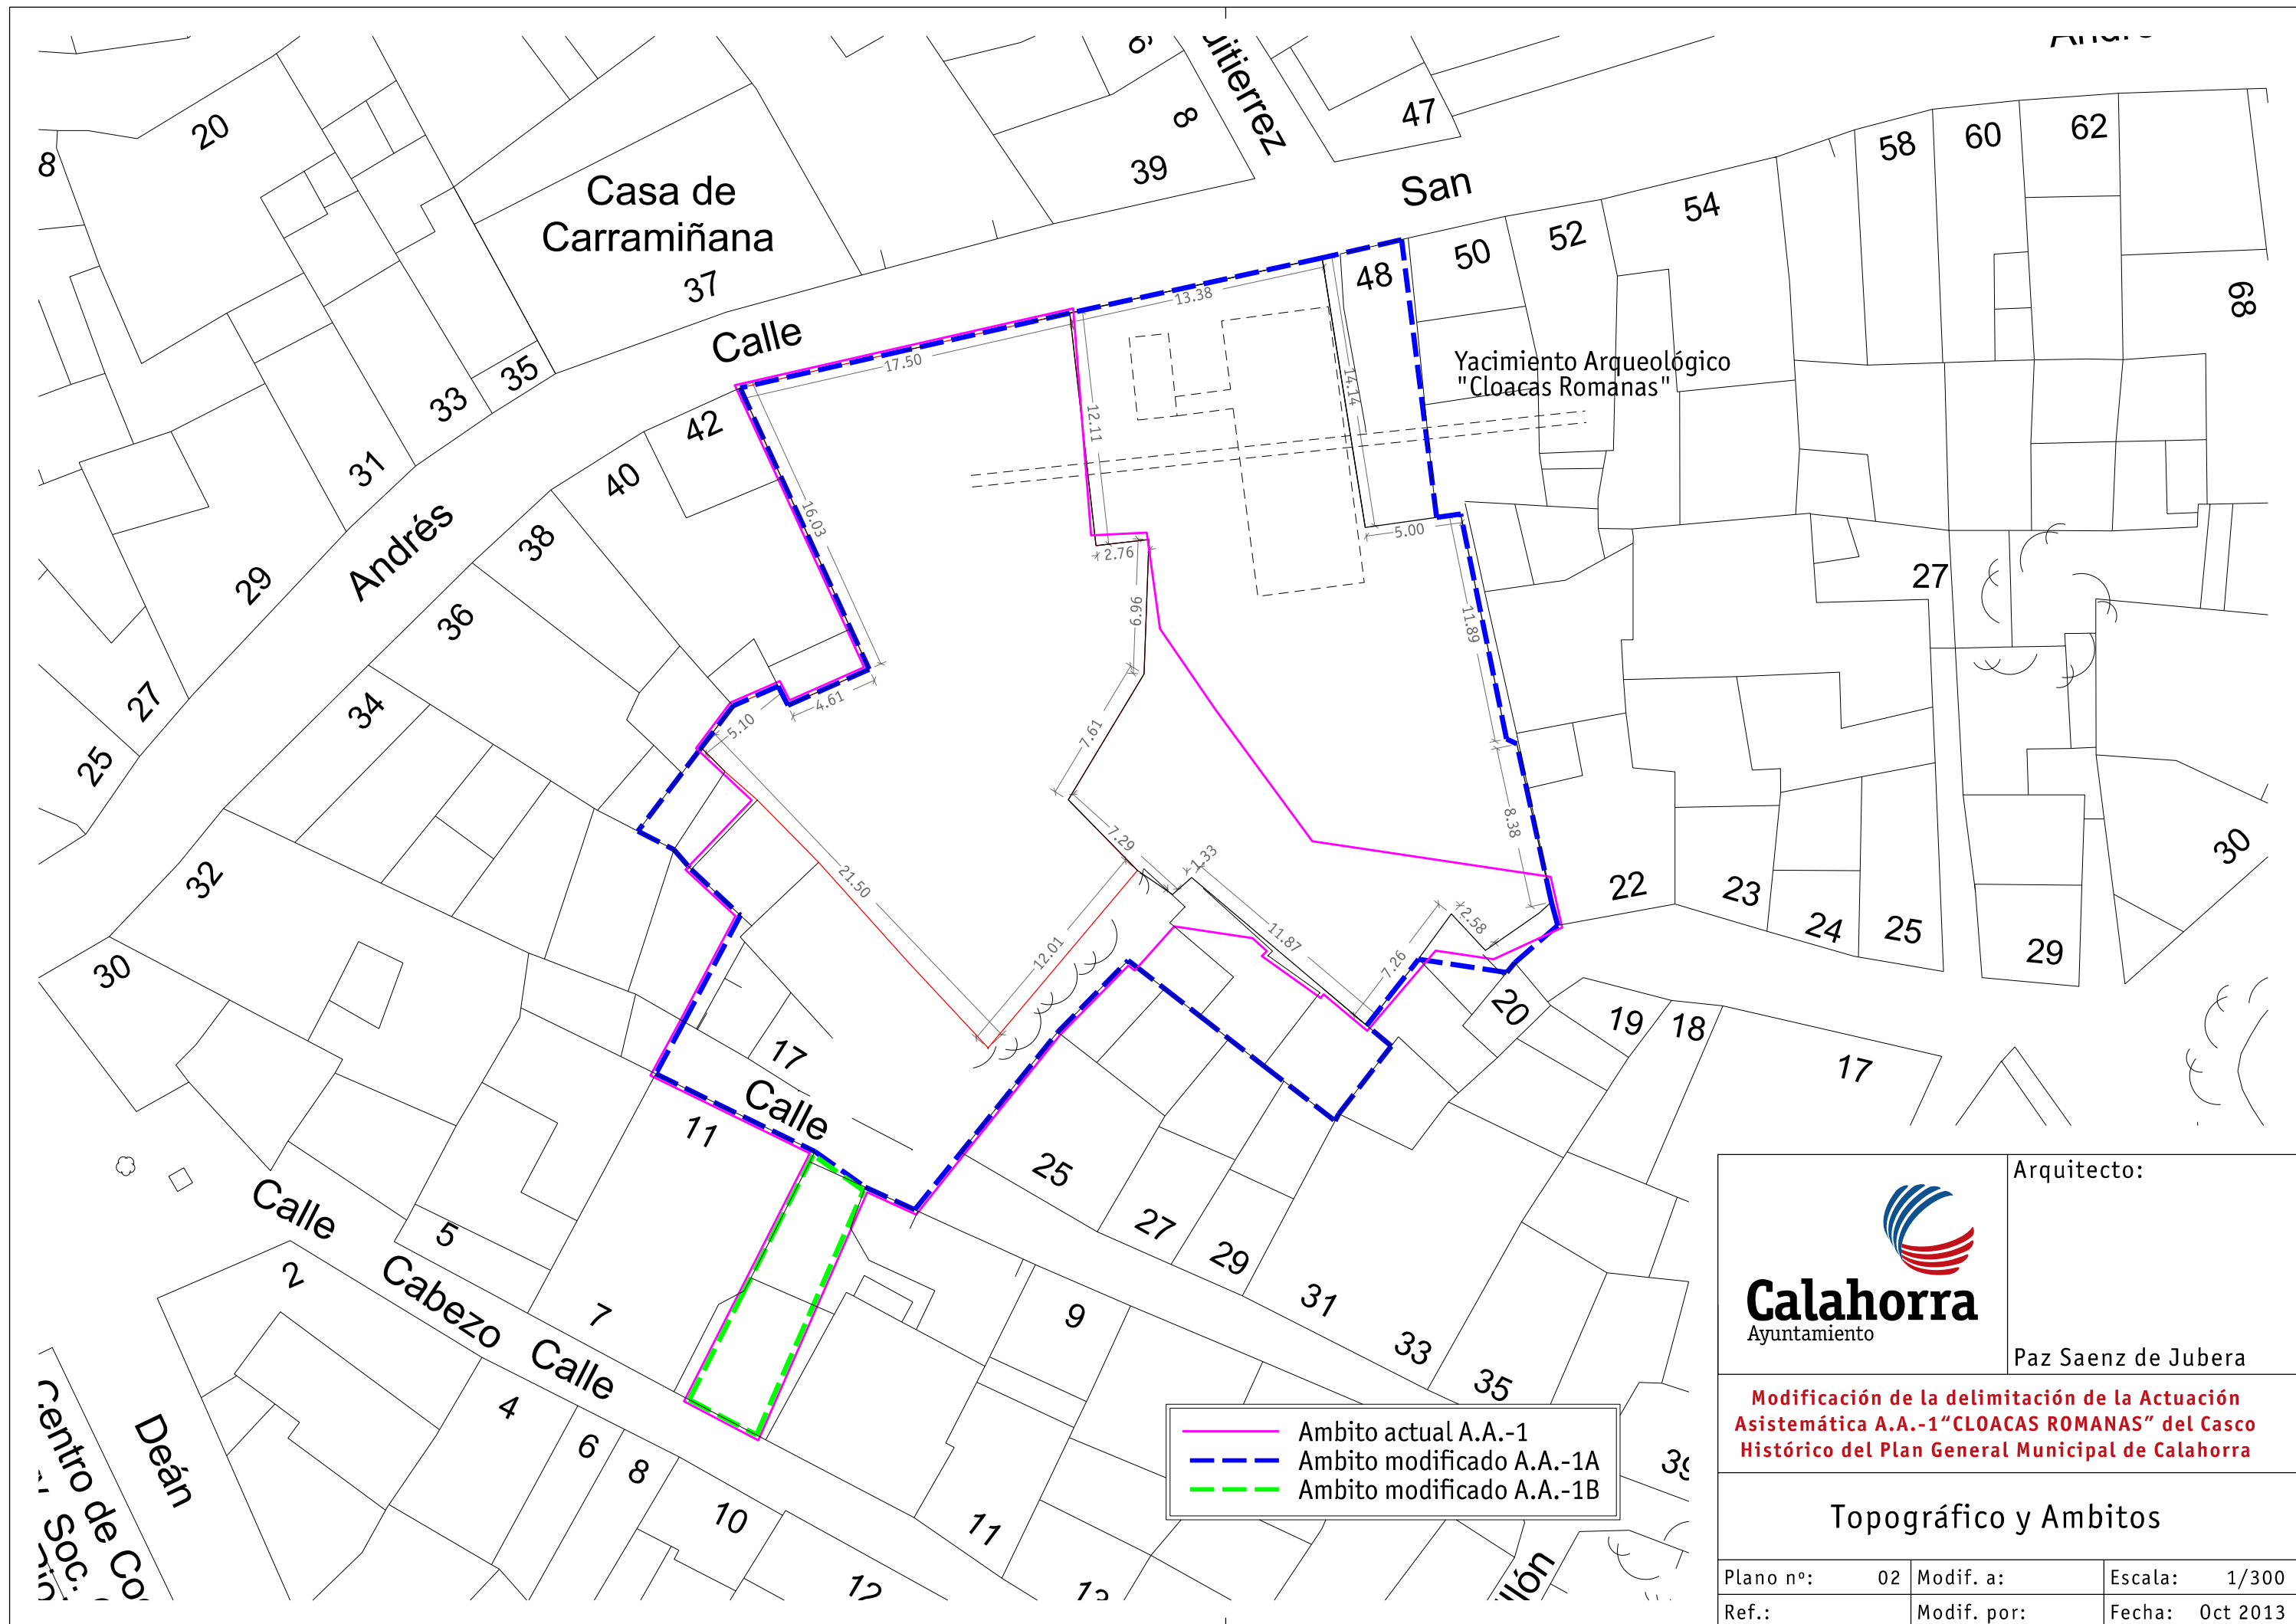 20
8
Casa de
Carramiñana
37
8
39
47
San
58
60
62
68
48
50
52
54
Calle
13.38
17.50
12.11
14.14
16.03
2.76
5.00
6.96
11.89
4.61
5.10
7.61
8.38
7.29
1.33
21.50
12.01
11.87
7.26
2.58
Yacimiento Arqueológico
"Cloacas Romanas"
35
33
31
29
27
25
Andrés
42
40
38
36
34
32
30
27
22
23
24
25
29
30
20
19
18
17
17
Calle
11
25
27
29
31
33
35
9
Calle
Cabezo
Calle
5
7
2
4
6
8
10
12
11
Deán
Centro de
Soc.
Ambito actual A.A.-1
Ambito modificado A.A.-1A
Ambito modificado A.A.-1B
Calahorra
Ayuntamiento
Arquitecto:
Paz Saenz de Jubera
Modificación de la delimitación de la Actuación
Asistemática A.A.-1“CLOACAS ROMANAS” del Casco
Histórico del Plan General Municipal de Calahorra
Topográfico y Ambitos
Plano nº: 02 Modif. a: Escala: 1/300
Ref.: Modif. por: Fecha: Oct 2013